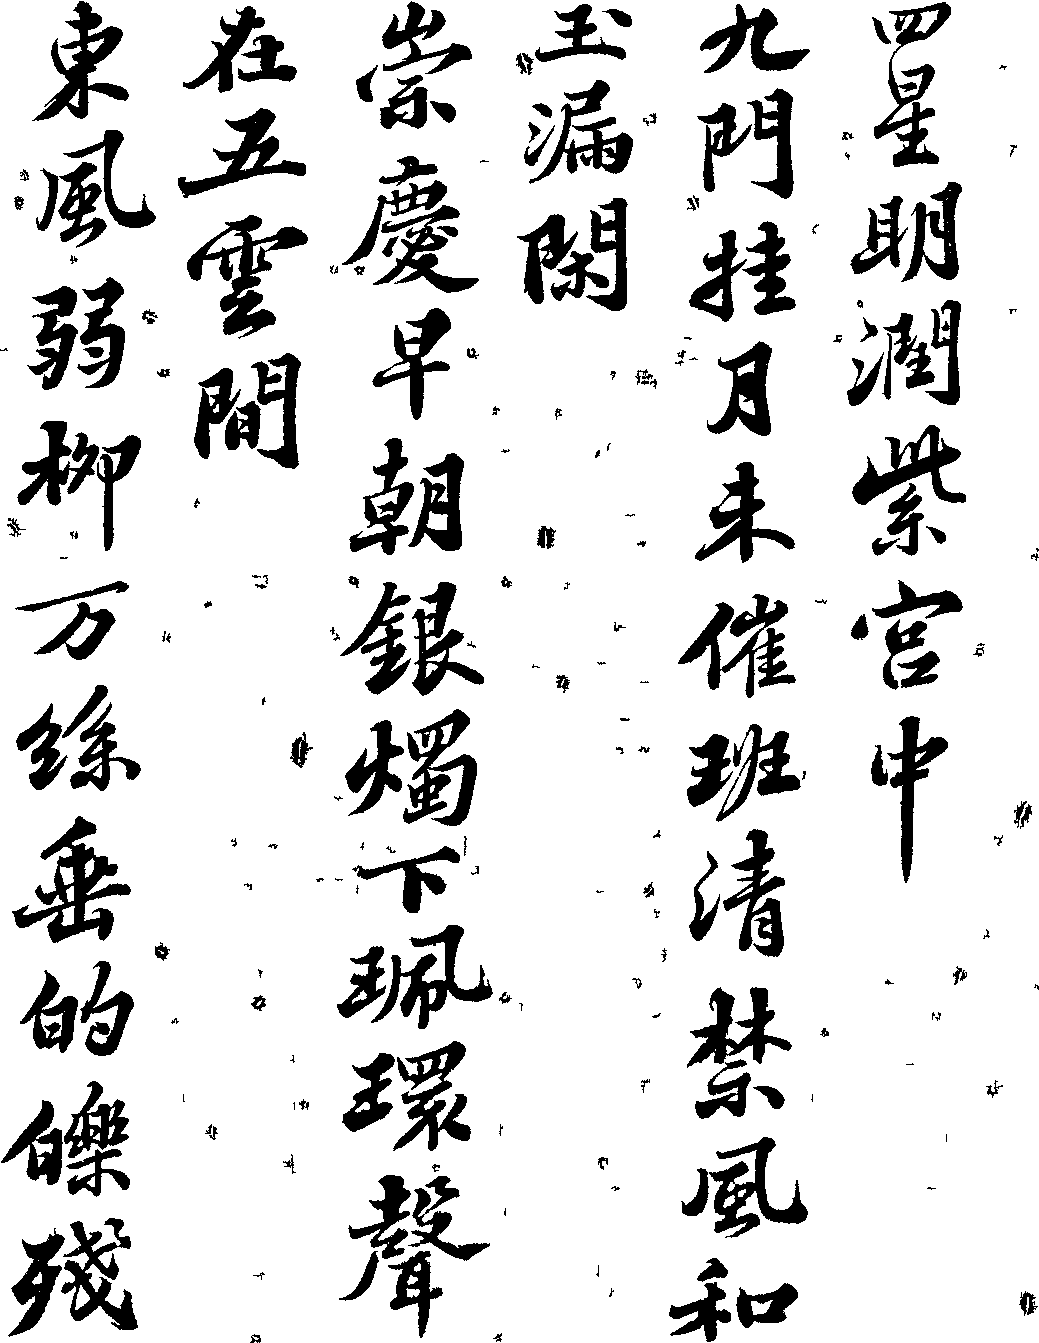 四星明潤紫宮中
九門挂月未催班清禁風和
玉漏閑
崇慶早朝銀燭下珮環聲
在五雲間
東風弱柳万絲垂的皪殘